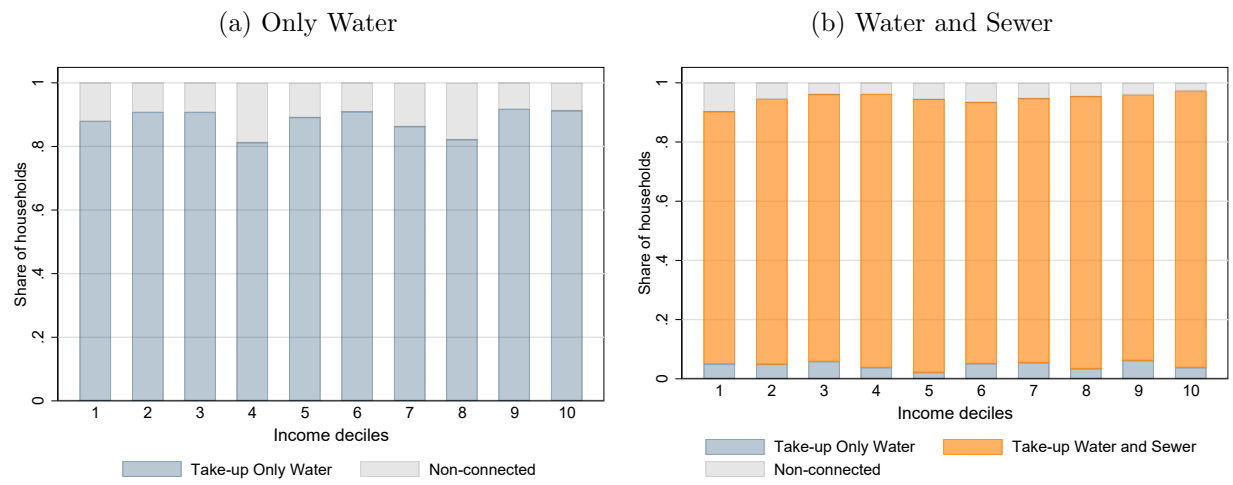 (a) Only Water
Share of households
1
.8
.6
.4
.2
0
1 2 3 4 5 6 7 8 9 10
Income deciles
Take-up Only Water Non-connected
(b) Water and Sewer
Share of households
1
.8
.6
.4
.2
0
1 2 3 4 5 6 7 8 9 10
Income deciles
Take-up Only Water Take-up Water and Sewer
Non-connected